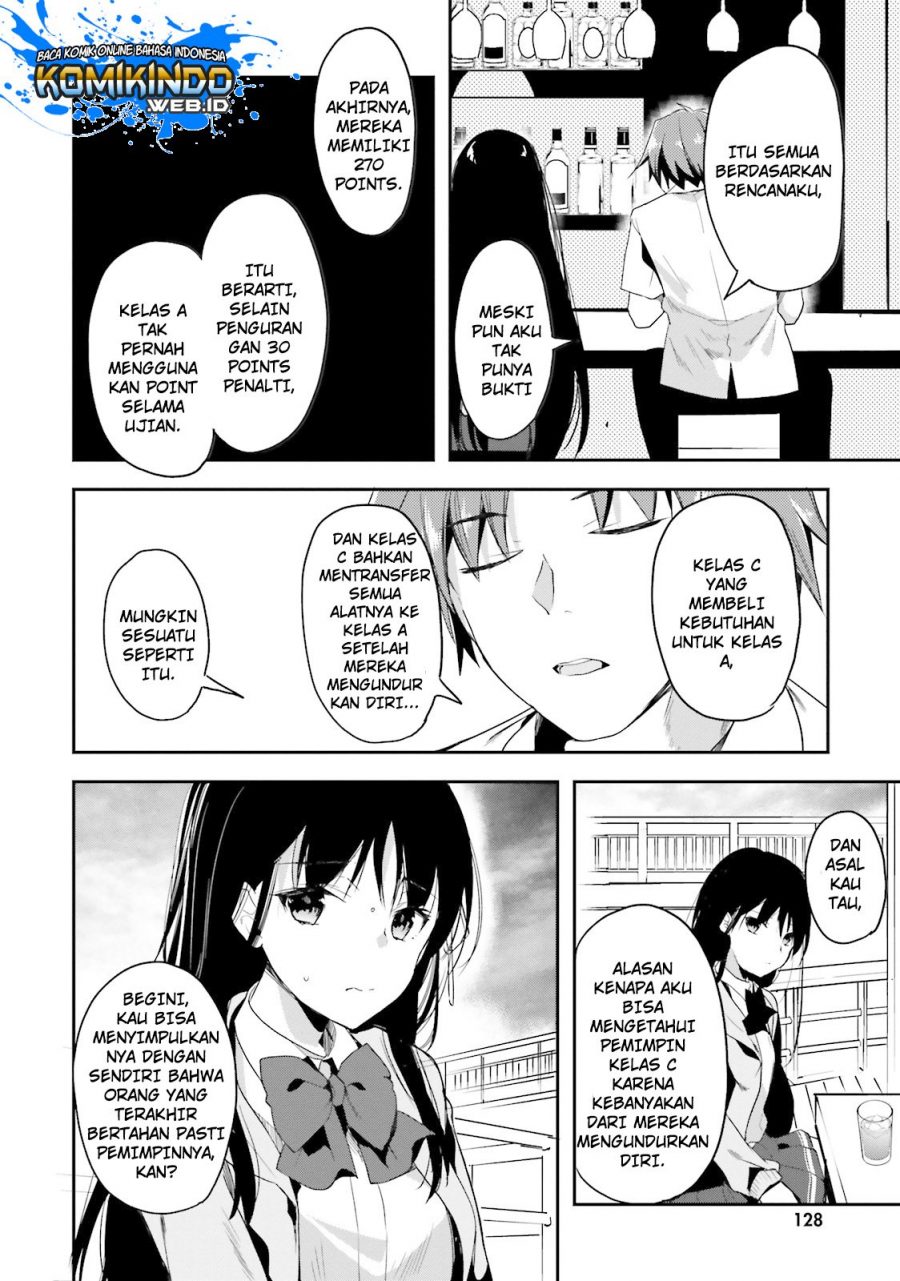 BACA KOMIK ONLINE BAHASA INDONESIA
KOMIKINDO
.WEB.ID
ITU SEMUA
BERDASARKAN
RENCANAKU,
MESKI
PUN AKU
TAK
PUNYA
BUKTI
PADA
AKHIRNYA,
MEREKA
MEMILIKI
270
POINTS.
ITU
BERARTI,
SELAIN
PENGURAN
GAN 30
POINTS
PENALTI,
KELAS A
TAK
PERNAH
MENGGUNA
KAN POINT
SELAMA
UJIAN.
KELAS C
YANG
MEMBELI
KEBUTUHAN
UNTUK KELAS
A,
DAN KELAS
C BAHKAN
MENTRANSFER
SEMUA
ALATNYA KE
KELAS A
SETELAH
MEREKA
MENGUNDUR
KAN DIRI...
MUNGKIN
SESUATU
SEPERTI
ITU.
DAN
ASAL
KAU
TAU,
ALASAN
KENAPA AKU
BISA
MENGETAHUI
PEMIMPIN
KELAS C
KARENA
KEBANYAKAN
DARI MEREKA
MENGUNDURKAN
DIRI.
BEGINI,
KAU BISA
MENYIMPULKAN
NYA DENGAN
SENDIRI BAHWA
ORANG YANG
TERAKHIR
BERTAHAN PASTI
PEMIMPINNYA,
KAN?
128